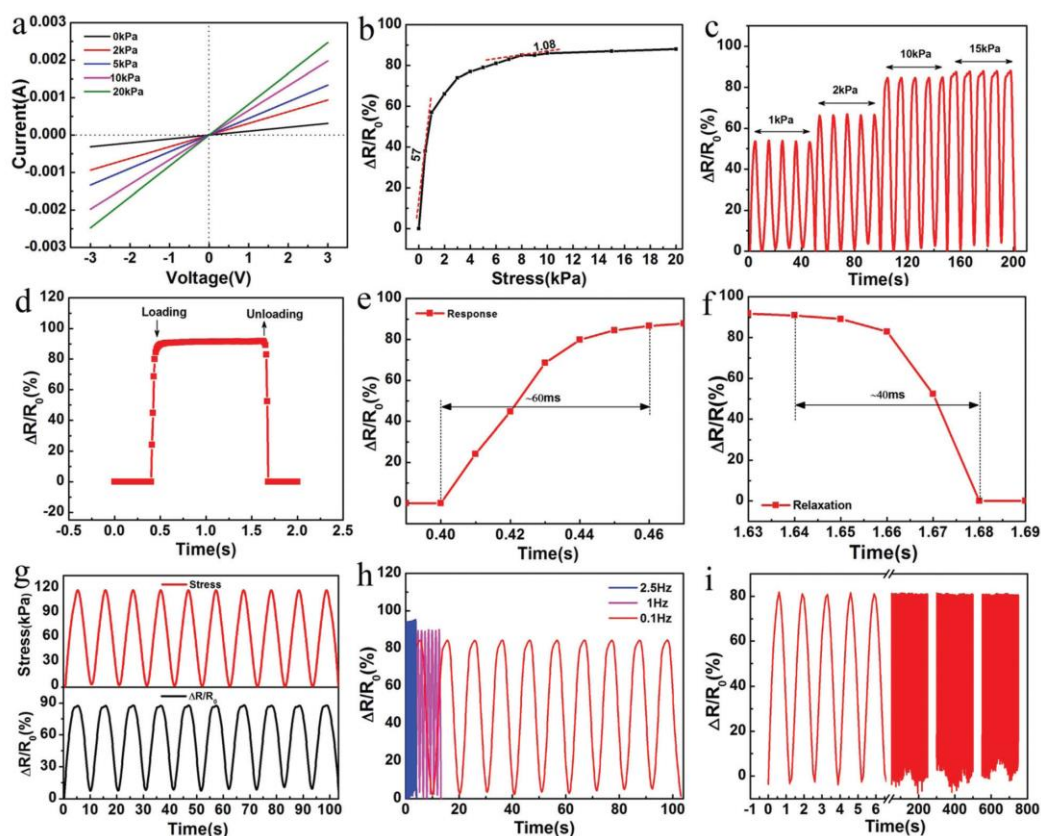 a
0.003
0.002
0.001
0.000
-0.001
-0.002
-0.003
Current(A)
0kPa
2kPa
5kPa
10kPa
20kPa
-3 -2 -1 0 1 2 3
Voltage(V)
b
100
80
60
40
20
0
ΔR/R0(%)
57
1.08
0 2 4 6 8 10 12 14 16 18 20
Stress(kPa)
c
100
80
60
40
20
0
ΔR/R0(%)
1kPa
2kPa
10kPa
15kPa
0 40 80 120 160 200
Time(s)
d
120
100
80
60
40
20
0
-20
ΔR/R0(%)
Loading
Unloading
-0.5 0.0 0.5 1.0 1.5 2.0 2.5
Time(s)
e
100
80
60
40
20
0
ΔR/R0(%)
Response
~60ms
0.40 0.42 0.44 0.46
Time(s)
f
100
80
60
40
20
0
ΔR/R(%)
~40ms
Relaxation
1.63 1.64 1.65 1.66 1.67 1.68 1.69
Time(s)
g
120
90
60
30
0
Stress(kPa)
Stress
90
60
30
0
ΔR/R0(%)
ΔR/R0
0 20 40 60 80 100
Time(s)
h
120
100
80
60
40
20
0
ΔR/R0(%)
2.5Hz
1Hz
0.1Hz
0 20 40 60 80 100
Time(s)
i
100
80
60
40
20
0
ΔR/R0(%)
-1 0 1 2 3 4 5 6 200 400 600 800
Time(s)